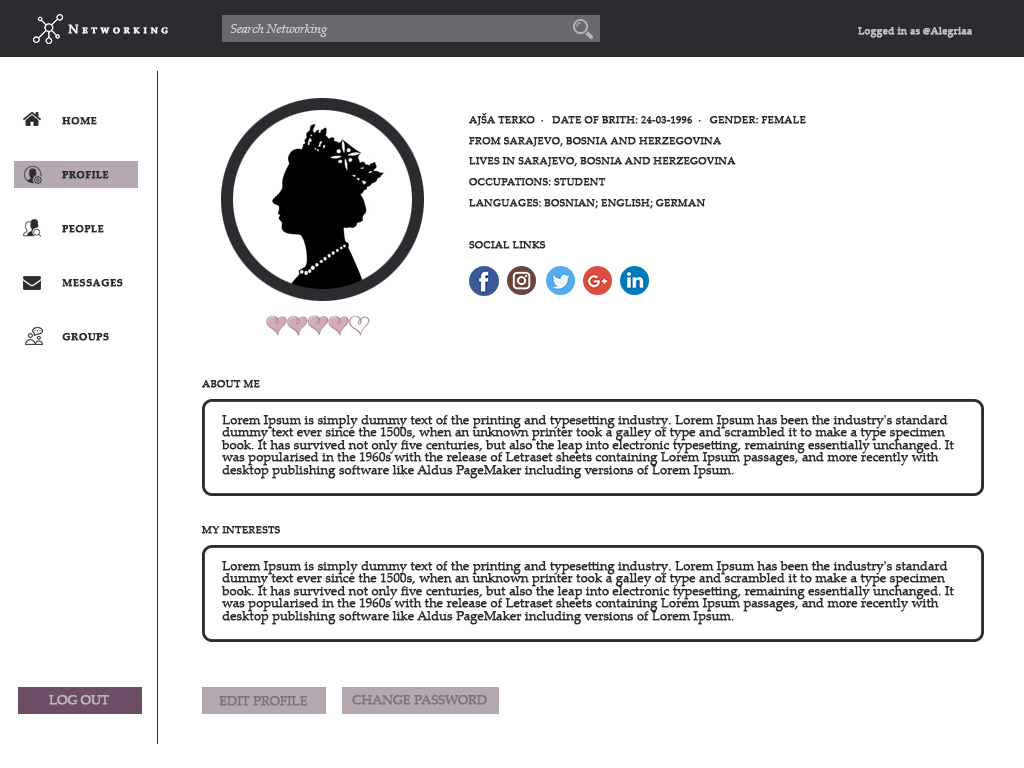 Networking
Search Networking
Logged in as @Alegriaa
HOME
PROFILE
PEOPLE
MESSAGES
GROUPS
LOG OUT
AJŠA TERKO · DATE OF BRITH: 24-03-1996 · GENDER: FEMALE
FROM SARAJEVO, BOSNIA AND HERZEGOVINA
LIVES IN SARAJEVO, BOSNIA AND HERZEGOVINA
OCCUPATIONS: STUDENT
LANGUAGES: BOSNIAN; ENGLISH; GERMAN
SOCIAL LINKS
f
G+
in
ABOUT ME
Lorem Ipsum is simply dummy text of the printing and typesetting industry. Lorem Ipsum has been the industry's standard
dummy text ever since the 1500s, when an unknown printer took a galley of type and scrambled it to make a type specimen
book. It has survived not only five centuries, but also the leap into electronic typesetting, remaining essentially unchanged. It
was popularised in the 1960s with the release of Letraset sheets containing Lorem Ipsum passages, and more recently with
desktop publishing software like Aldus PageMaker including versions of Lorem Ipsum.
MY INTERESTS
Lorem Ipsum is simply dummy text of the printing and typesetting industry. Lorem Ipsum has been the industry's standard
dummy text ever since the 1500s, when an unknown printer took a galley of type and scrambled it to make a type specimen
book. It has survived not only five centuries, but also the leap into electronic typesetting, remaining essentially unchanged. It
was popularised in the 1960s with the release of Letraset sheets containing Lorem Ipsum passages, and more recently with
desktop publishing software like Aldus PageMaker including versions of Lorem Ipsum.
EDIT PROFILE
CHANGE PASSWORD